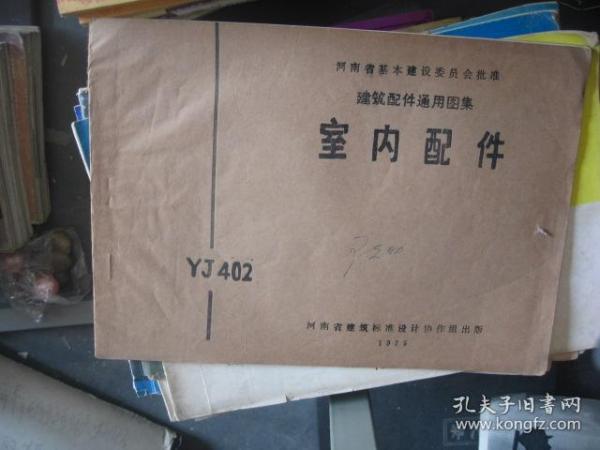 河南省基本建设委员会批准
建筑配件通用图集
室内配件
YJ402
河南省建筑标准设计协作组出版
孔夫子旧书网
www.kongfz.com